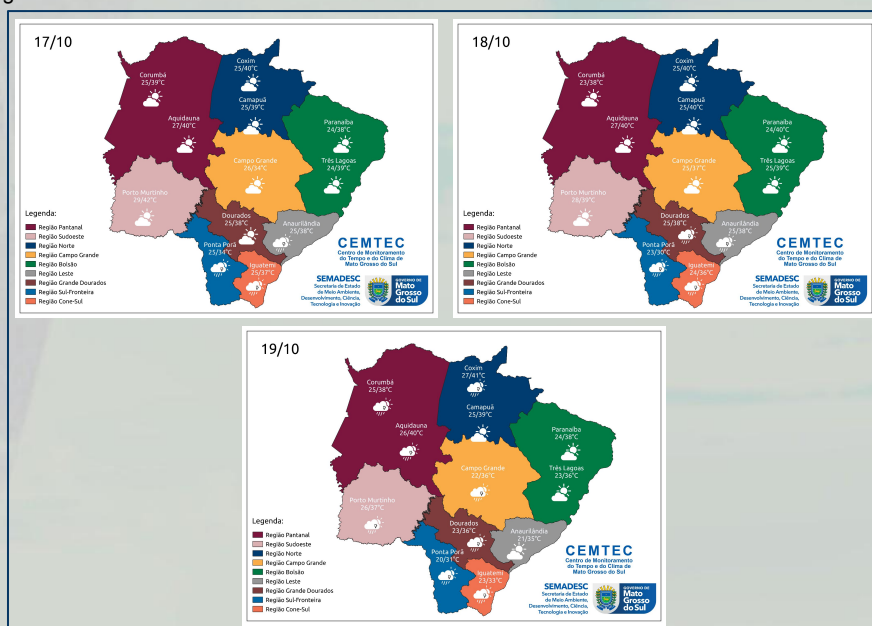 17/10
Coxim
25/40°C
Corumbá
25/39°C
Camapuã
25/39°C
Aquidauna
27/40°C
Paranaíba
24/38°C
Campo Grande
26/34°C
Três Lagoas
24/39°C
Porto Murtinho
29/42°C
Dourados
25/38°C
Anaurilândia
25/38°C
Ponta Porã
25/34°C
Iguatemi
25/37°C
Legenda:
Região Pantanal
Região Sudoeste
Região Norte
Região Campo Grande
Região Bolsão
Região Leste
Região Grande Dourados
Região Sul-Fronteira
Região Cone-Sul
CEMTEC
Centro de Monitoramento
do Tempo e do Clima de
Mato Grosso do Sul
SEMADESC
Secretaria de Estado
de Meio Ambiente,
Desenvolvimento, Ciência,
Tecnologia e Inovação
GOVERNO DE
Mato
Grosso
do Sul
18/10
Coxim
25/40°C
Corumbá
23/38°C
Camapuã
25/40°C
Aquidauna
27/40°C
Paranaíba
24/40°C
Campo Grande
25/37°C
Três Lagoas
25/39°C
Porto Murtinho
28/39°C
Dourados
25/38°C
Anaurilândia
25/38°C
Ponta Porã
23/30°C
Iguatemi
24/36°C
Legenda:
Região Pantanal
Região Sudoeste
Região Norte
Região Campo Grande
Região Bolsão
Região Leste
Região Grande Dourados
Região Sul-Fronteira
Região Cone-Sul
CEMTEC
Centro de Monitoramento
do Tempo e do Clima de
Mato Grosso do Sul
SEMADESC
Secretaria de Estado
de Meio Ambiente,
Desenvolvimento, Ciência,
Tecnologia e Inovação
GOVERNO DE
Mato
Grosso
do Sul
19/10
Coxim
27/41°C
Corumbá
25/38°C
Camapuã
25/39°C
Aquidauna
26/40°C
Paranaíba
24/38°C
Campo Grande
22/36°C
Três Lagoas
23/36°C
Porto Murtinho
26/37°C
Dourados
23/36°C
Anaurilândia
21/35°C
Ponta Porã
20/31°C
Iguatemi
23/33°C
Legenda:
Região Pantanal
Região Sudoeste
Região Norte
Região Campo Grande
Região Bolsão
Região Leste
Região Grande Dourados
Região Sul-Fronteira
Região Cone-Sul
CEMTEC
Centro de Monitoramento
do Tempo e do Clima de
Mato Grosso do Sul
SEMADESC
Secretaria de Estado
de Meio Ambiente,
Desenvolvimento, Ciência,
Tecnologia e Inovação
GOVERNO DE
Mato
Grosso
do Sul